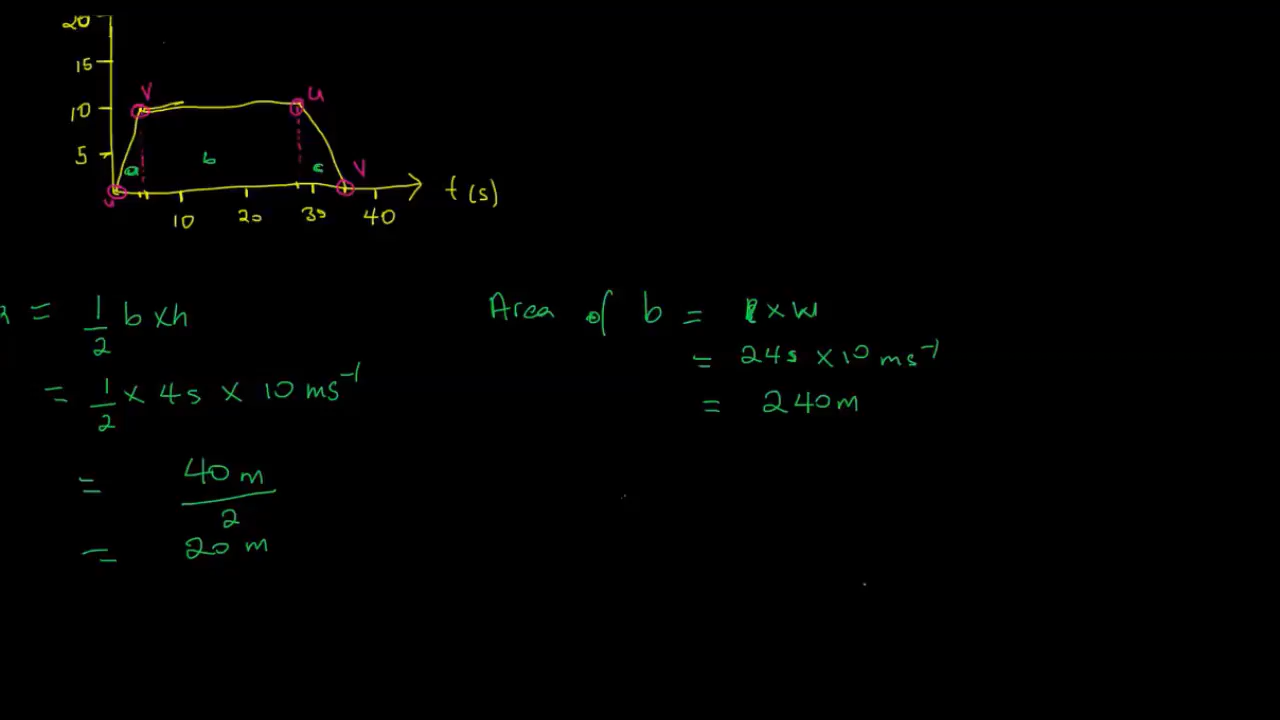 20
15
V
u
10
5
a
b
c
V
u
t (s)
10
20
30
40
= 1/2 b x h
= 1/2 x 4s x 10 ms⁻¹
= 40 m / 2
= 20 m
Area of b = l x w
= 24s x 10 ms⁻¹
= 240m